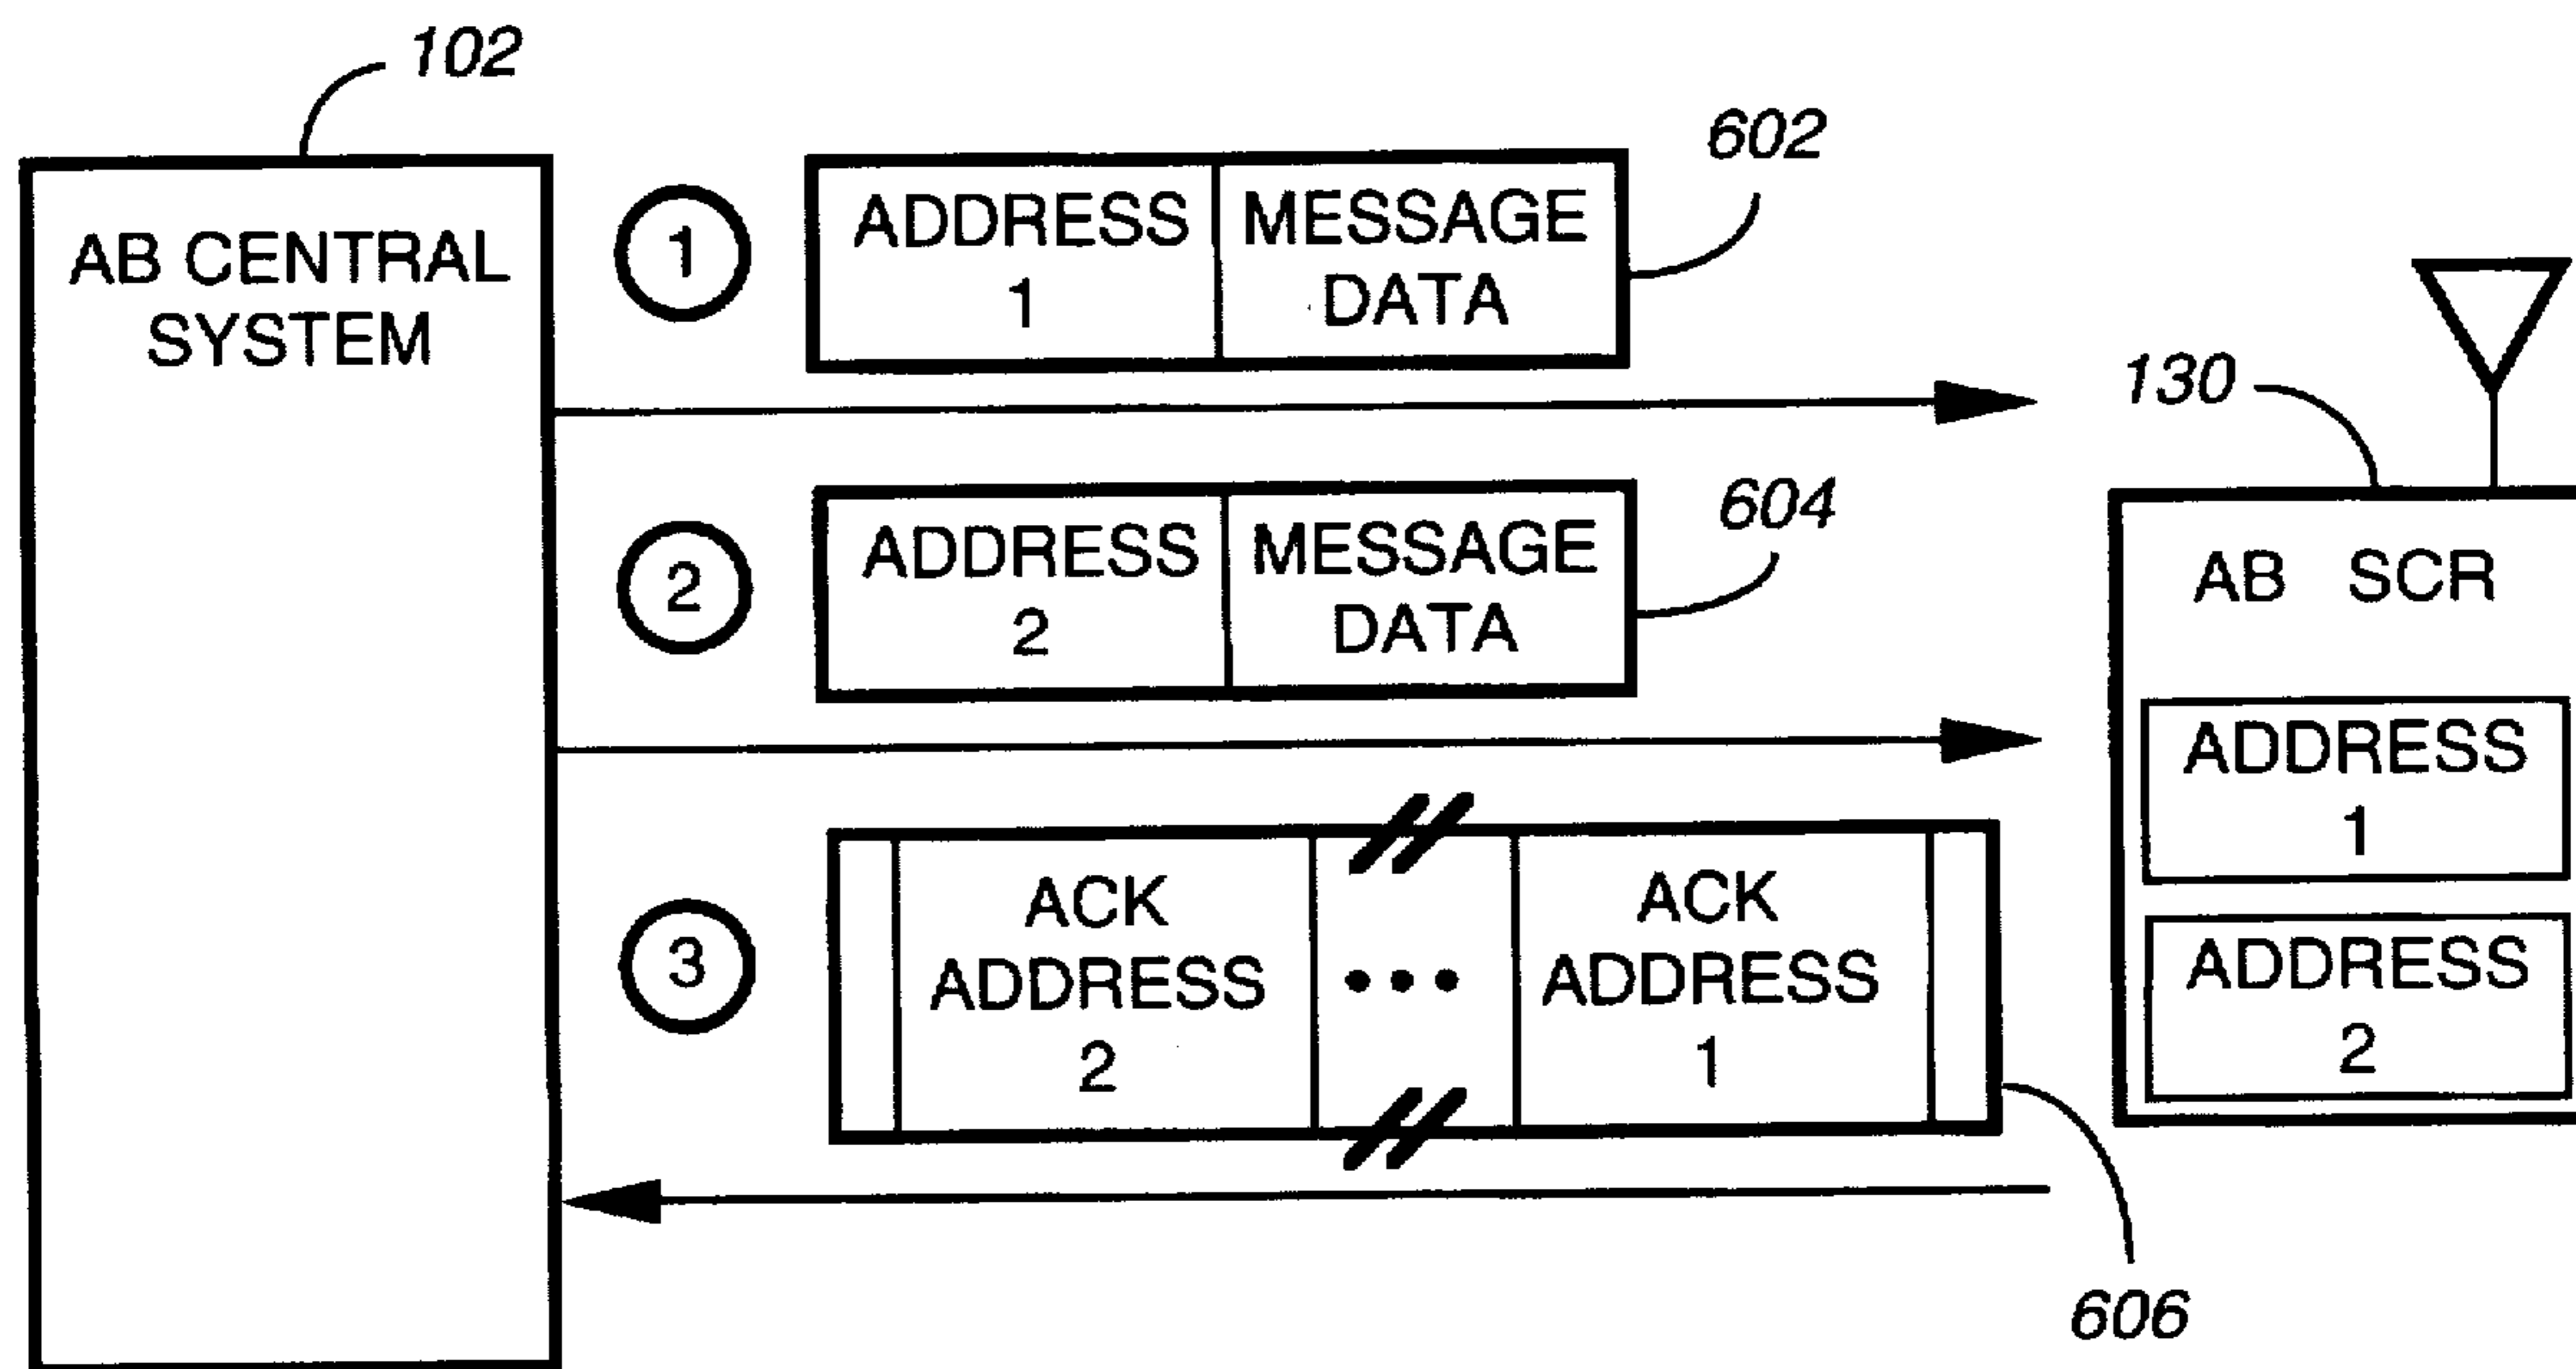 102
AB CENTRAL
SYSTEM
1
ADDRESS
1
MESSAGE
DATA
602
2
ADDRESS
2
MESSAGE
DATA
604
3
ACK
ADDRESS
2
...
ACK
ADDRESS
1
606
130
AB SCR
ADDRESS
1
ADDRESS
2